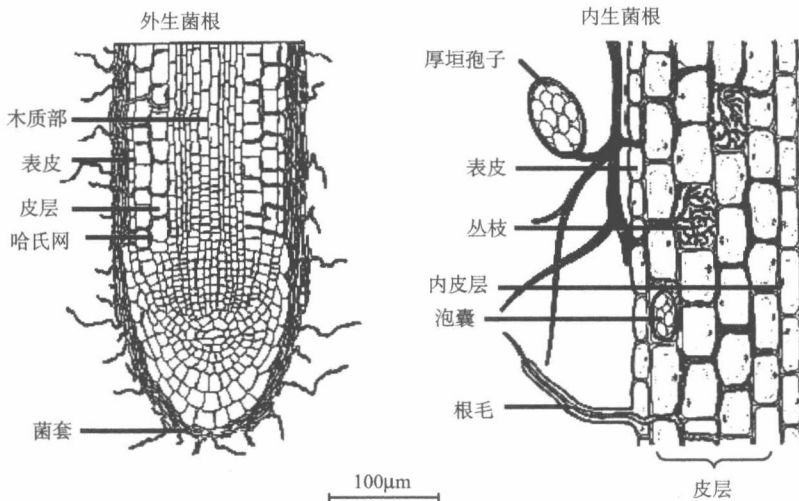 外生菌根
木质部
表皮
皮层
哈氏网
菌套
内生菌根
厚垣孢子
表皮
丛枝
内皮层
泡囊
根毛
皮层
100μm